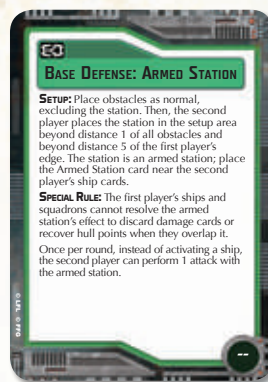 BASE DEFENSE: ARMED STATION
SETUP: Place obstacles as normal,
excluding the station. Then, the second
player places the station in the setup area
beyond distance 1 of all obstacles and
beyond distance 5 of the first player's
edge. The station is an armed station; place
the Armed Station card near the second
player's ship cards.
SPECIAL RULE: The first player's ships and
squadrons cannot resolve the armed
station's effect to discard damage cards or
recover hull points when they overlap it.
Once per round, instead of activating a ship,
the second player can perform 1 attack with
the armed station.
© LFL © FFG
--